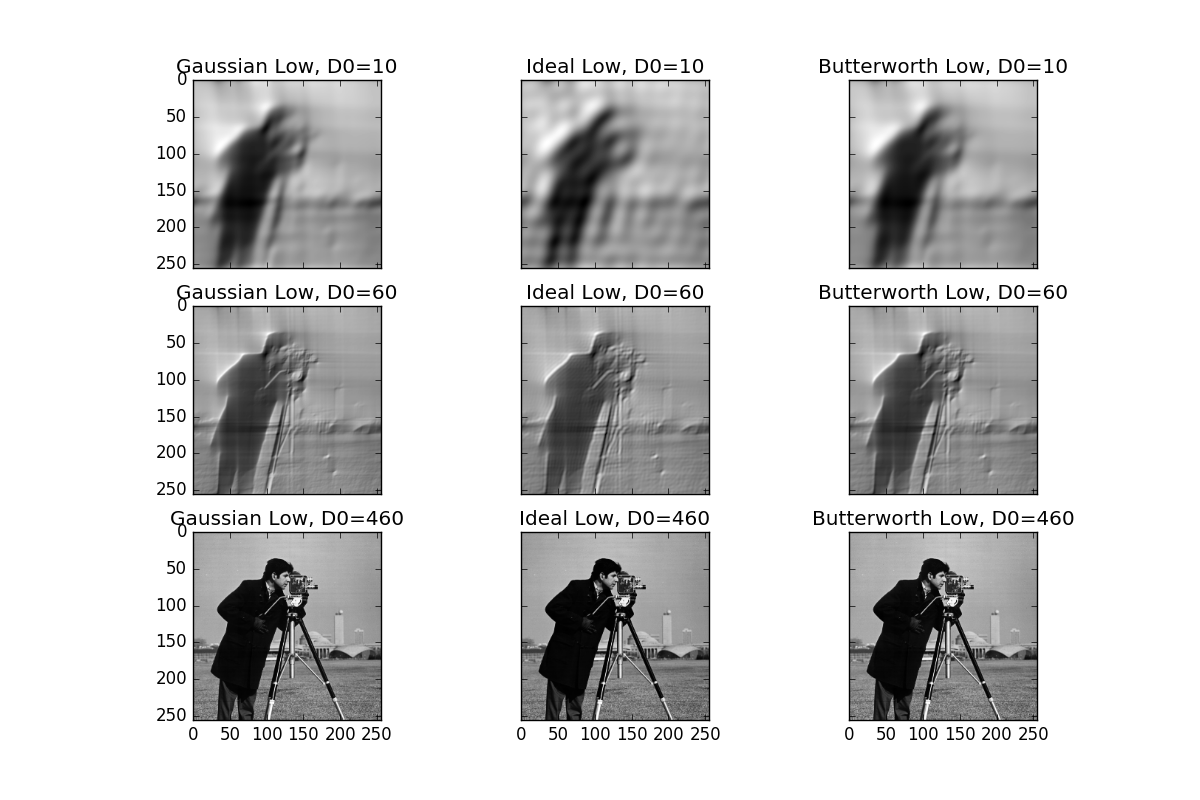 Gaussian Low, D0=10
Ideal Low, D0=10
Butterworth Low, D0=10
0
50
100
150
200
250
Gaussian Low, D0=60
Ideal Low, D0=60
Butterworth Low, D0=60
0
50
100
150
200
250
Gaussian Low, D0=460
Ideal Low, D0=460
Butterworth Low, D0=460
0
50
100
150
200
250
0 50 100 150 200 250
0 50 100 150 200 250
0 50 100 150 200 250